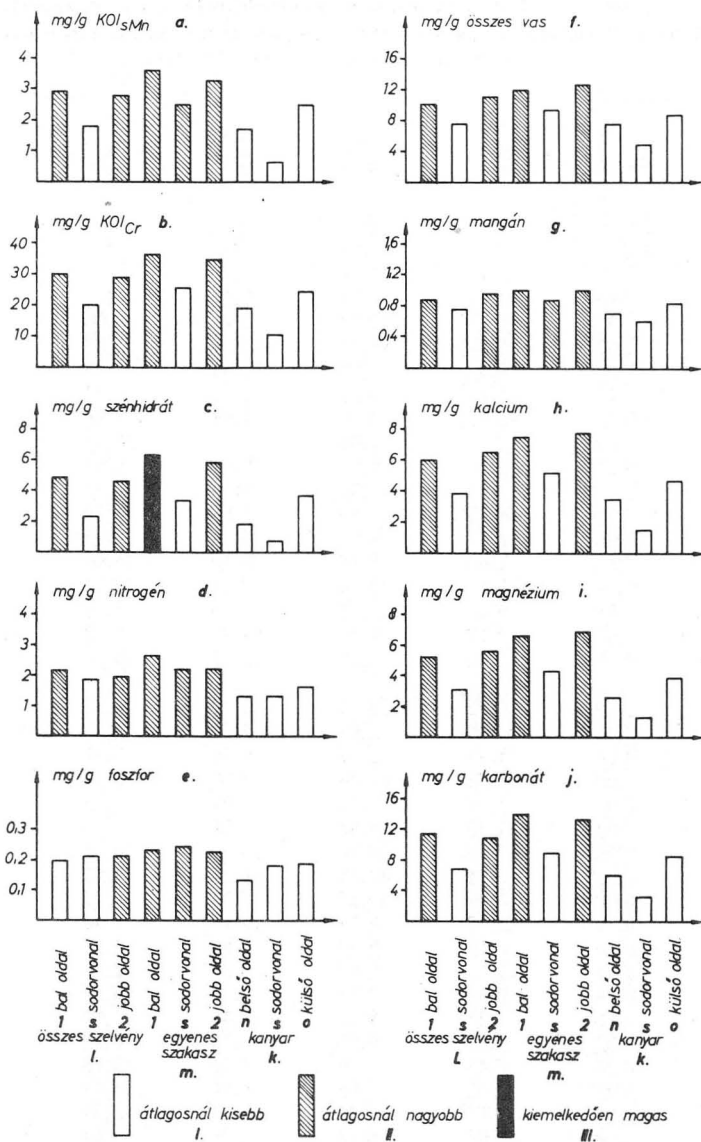 mg/g KOIsMn a.
4
3
2
1
mg/g KOICr b.
40
30
20
10
mg/g szénhidrát c.
8
6
4
2
mg/g nitrogén d.
4
3
2
1
mg/g foszfor e.
0,3
0,2
0,1
bal oldal
sodorvonal
jobb oldal
bal oldal
sodorvonal
jobb oldal
belső oldal
sodorvonal
külső oldal
1 s 2 1 s 2 n s o
összes szelvény egyenes szakasz kanyar
l. m. k.
mg/g összes vas f.
16
12
8
4
mg/g mangán g.
1,6
1,2
0,8
0,4
mg/g kalcium h.
8
6
4
2
mg/g magnézium i.
8
6
4
2
mg/g karbonát j.
16
12
8
4
bal oldal
sodorvonal
jobb oldal
bal oldal
sodorvonal
jobb oldal
belső oldal
sodorvonal
külső oldal.
1 s 2 1 s 2 n s o
összes szelvény egyenes szakasz kanyar
L m. k.
átlagosnál kisebb
I.
átlagosnál nagyobb
II.
kiemelkedően magas
III.